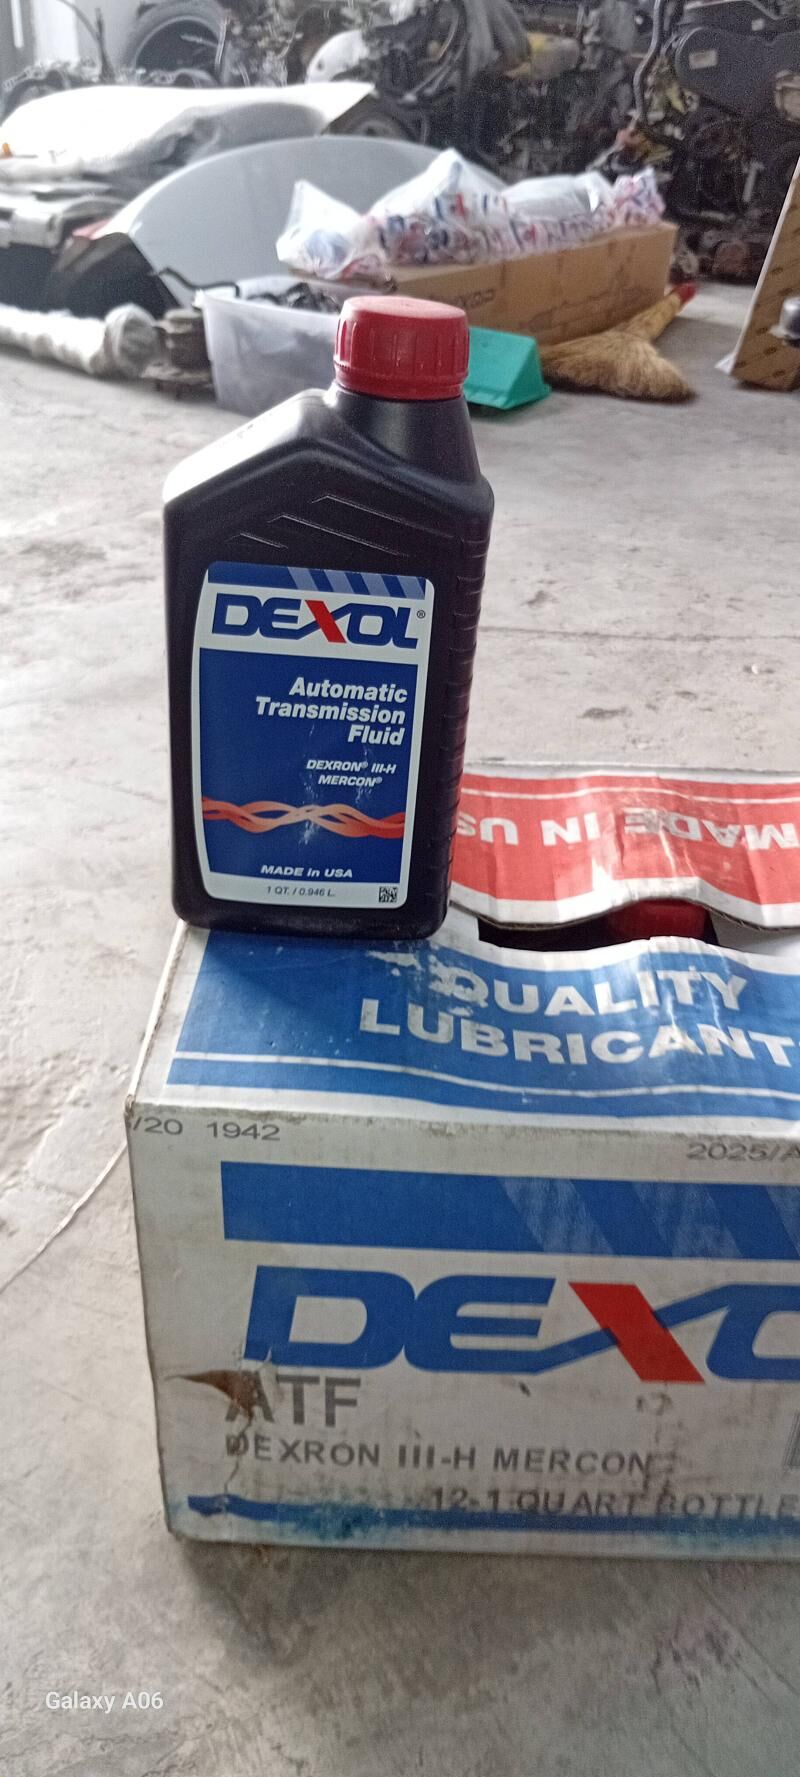 DEXOL®
Automatic
Transmission
Fluid
DEXRON® III-H
MERCON®
MADE in USA
1 QT. / 0.946 L.
MADE IN US
QUALITY
LUBRICANT
/20 1942
2025/A
DEXO
ATF
DEXRON III-H MERCON
12-1 QUART BOTTLE
Galaxy A06